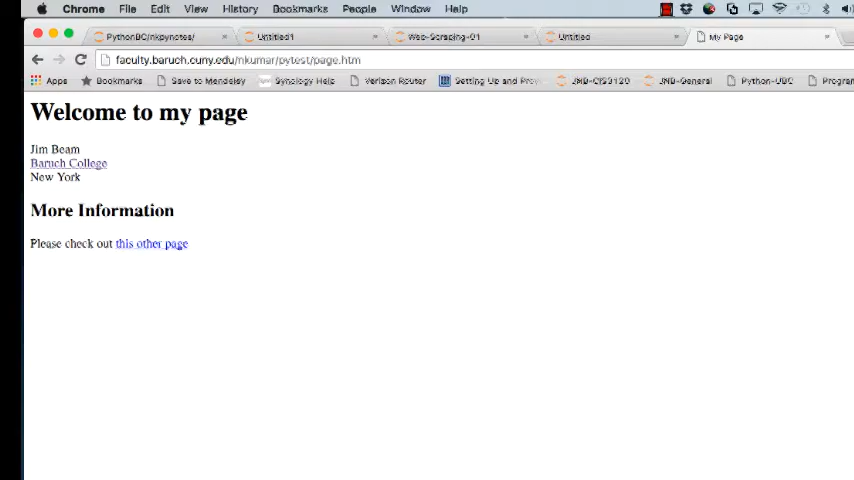 Chrome File Edit View History Bookmarks People Window Help
PythonBC/nkpynotes/ Untitled1 Web-Scraping-01 Untitled My Page
faculty.baruch.cuny.edu/nkumar/pytest/page.htm
Apps Bookmarks Save to Mendeley Synology Help Verizon Router Setting Up and Prov JNB-CIS3120 JNB-General Python-UBC Program
Welcome to my page
Jim Beam
Baruch College
New York
More Information
Please check out this other page